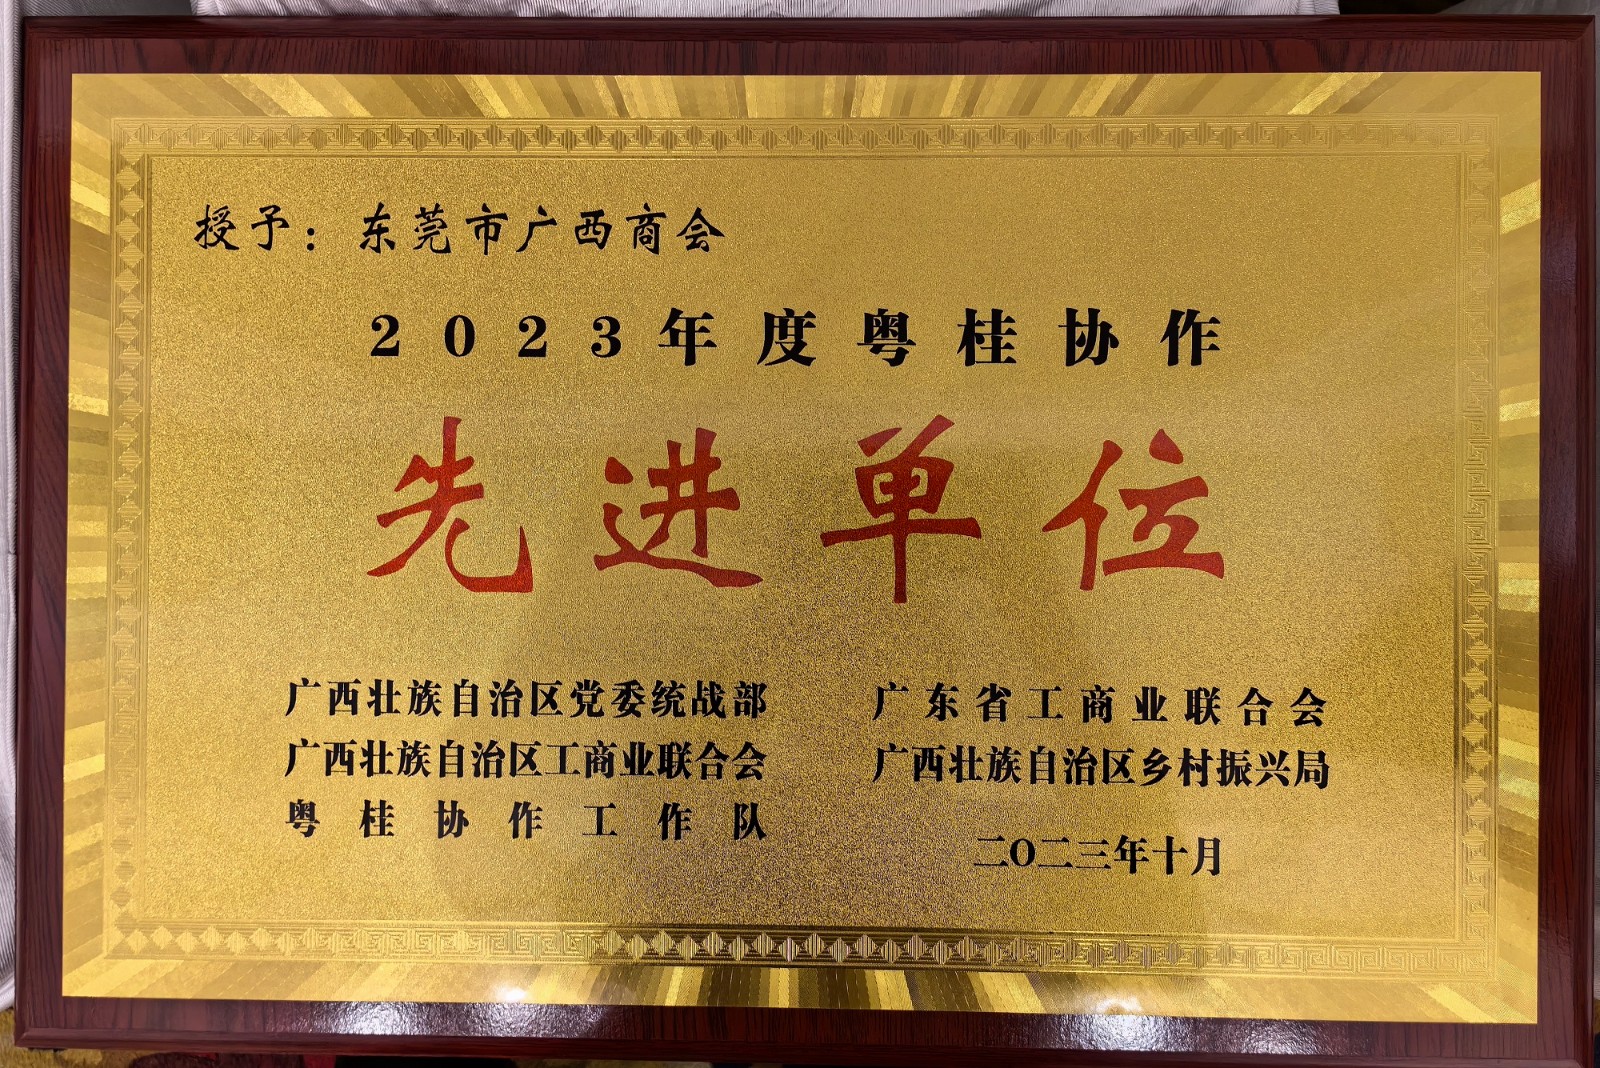 授予：东莞市广西商会
2023年度粤桂协作
先进单位
广西壮族自治区党委统战部
广西壮族自治区工商业联合会
粤桂协作工作队
广东省工商业联合会
广西壮族自治区乡村振兴局
二〇二三年十月